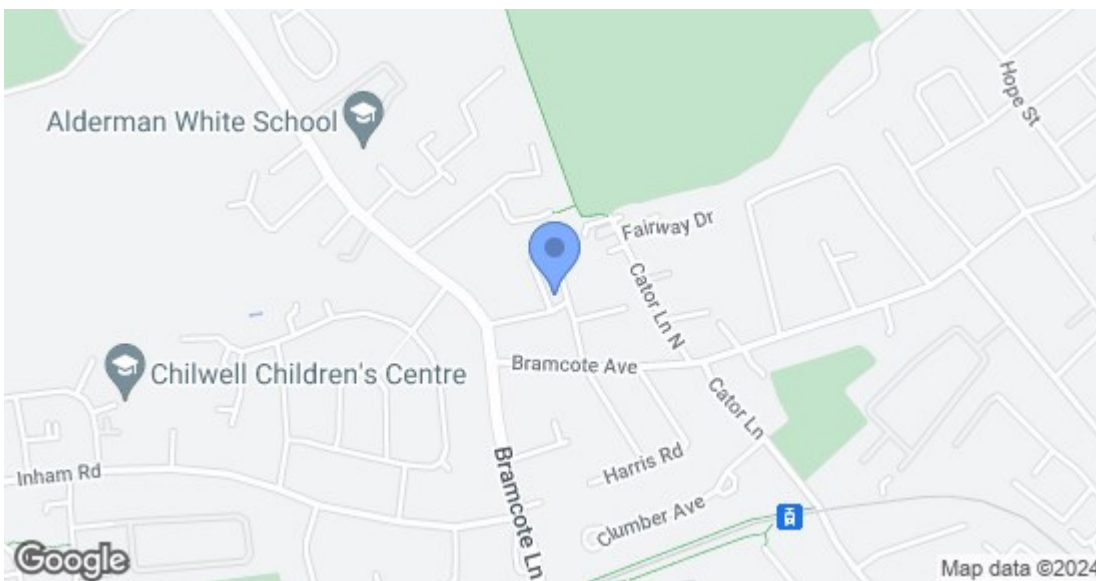 Hope St
Alderman White School
Fairway Dr
Cator Ln N
Bramcote Ave
Chilwell Children's Centre
Cator Ln
Harris Rd
Inham Rd
Bramcote Ln
Clumber Ave
Google
Map data ©2024